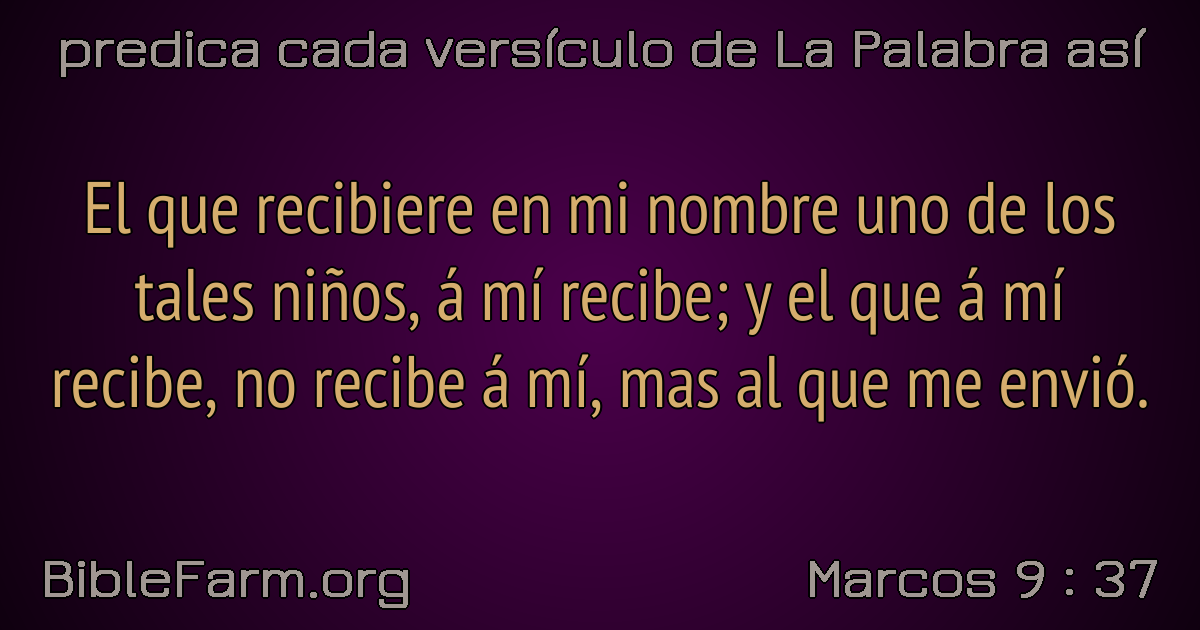 predica cada versículo de La Palabra así
El que recibiere en mi nombre uno de los
tales niños, á mí recibe; y el que á mí
recibe, no recibe á mí, mas al que me envió.
BibleFarm.org
Marcos 9 : 37